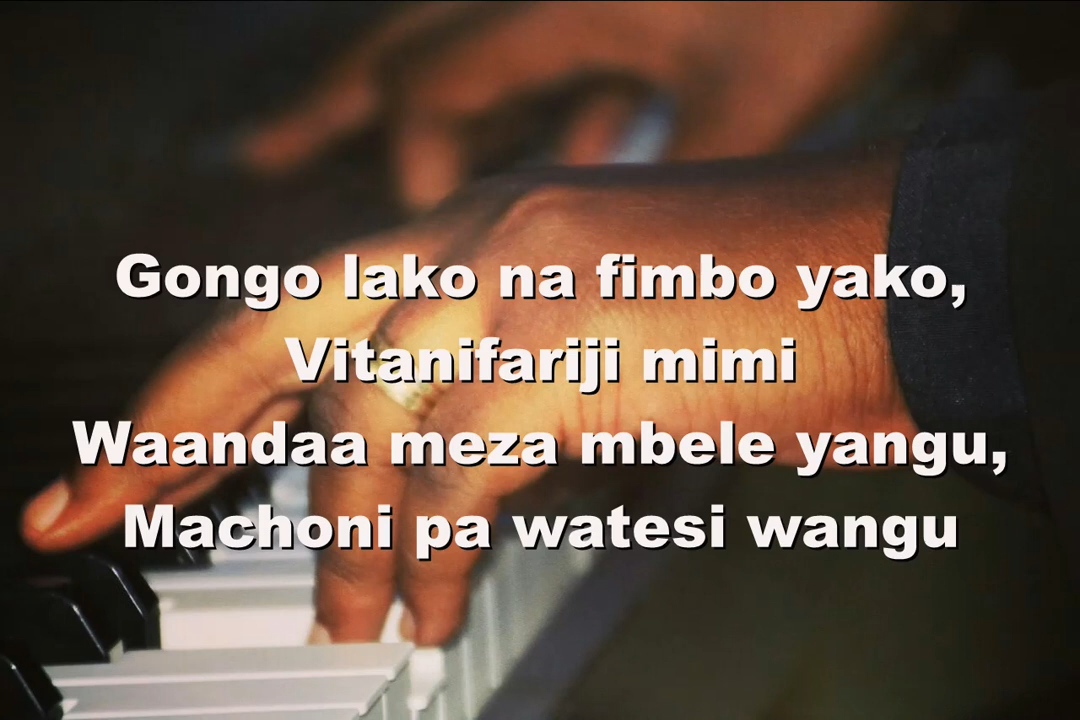 Gongo lako na fimbo yako,
Vitanifariji mimi
Waandaa meza mbele yangu,
Machoni pa watesi wangu